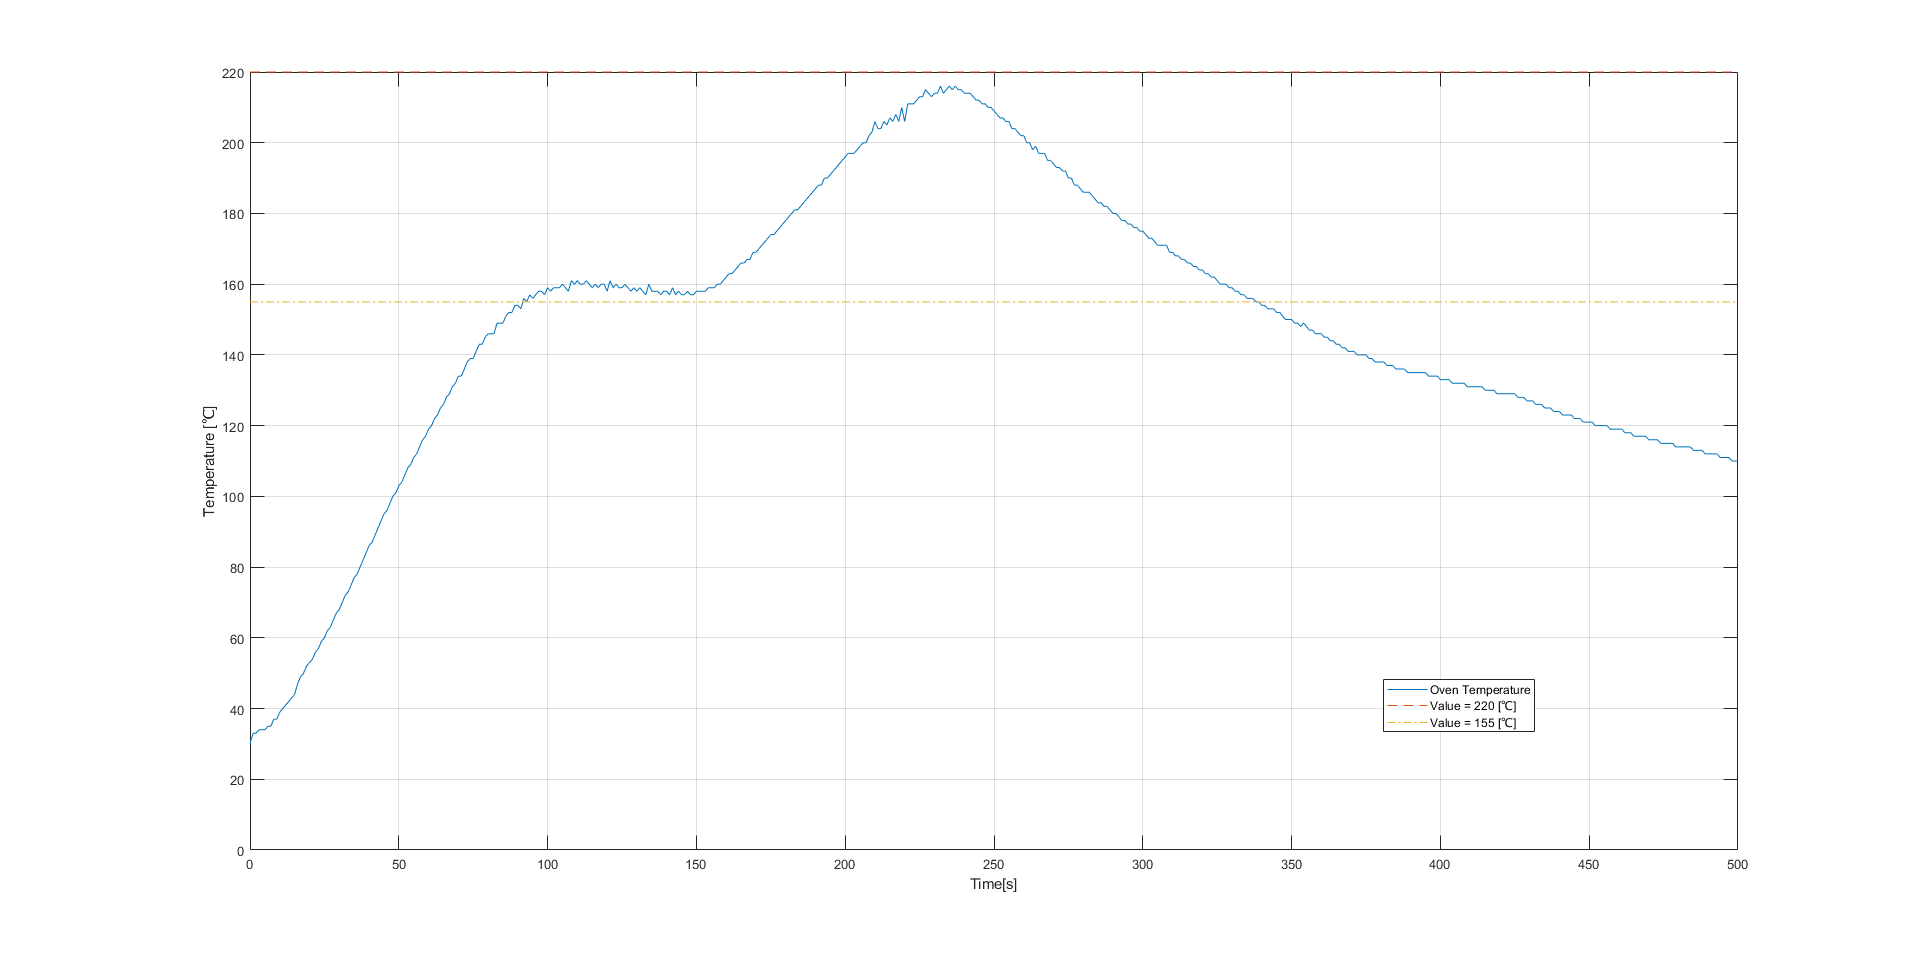 220
200
180
160
140
120
100
80
60
40
20
0
Temperature [℃]
0 50 100 150 200 250 300 350 400 450 500
Time[s]
Oven Temperature
Value = 220 [℃]
Value = 155 [℃]